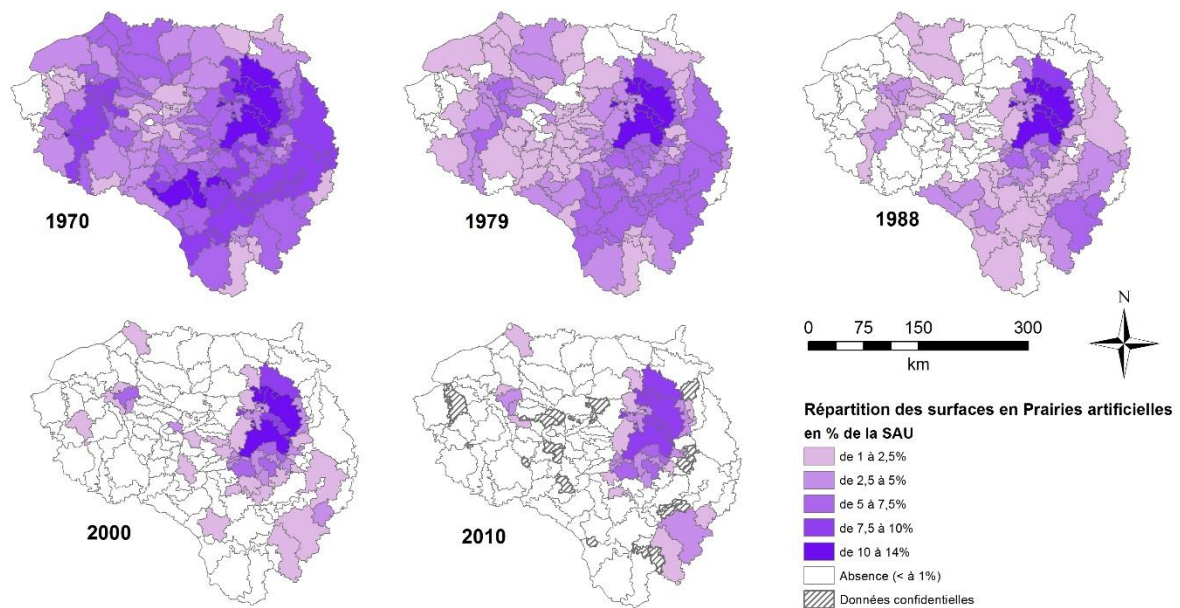 1970
1979
1988
2000
2010
N
0 75 150 300
km
Répartition des surfaces en Prairies artificielles
en % de la SAU
de 1 à 2,5%
de 2,5 à 5%
de 5 à 7,5%
de 7,5 à 10%
de 10 à 14%
Absence (< à 1%)
Données confidentielles